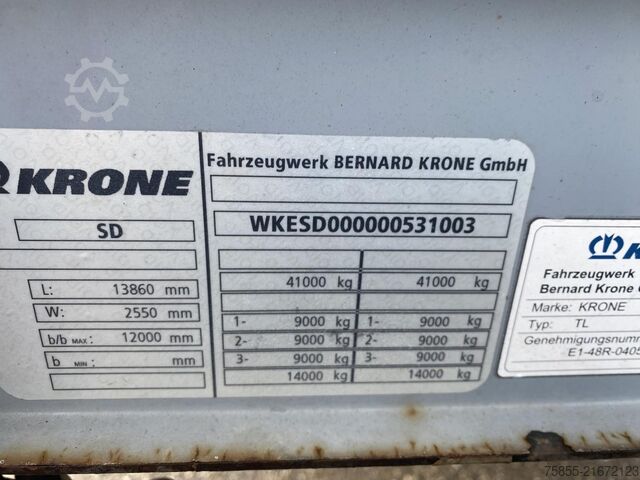 KRONE
SD
L: 13860 mm
W: 2550 mm
b/b MAX: 12000 mm
b MIN: mm
Fahrzeugwerk BERNARD KRONE GmbH
WKESD000000531003
41000 kg 41000 kg
1- 9000 kg 1- 9000 kg
2- 9000 kg 2- 9000 kg
3- 9000 kg 3- 9000 kg
14000 kg 14000 kg
Fahrzeugwerk
Bernard Krone
Marke: KRONE
Typ: TL
Genehmigungsnum
E1-48R-0405
75855-21672123